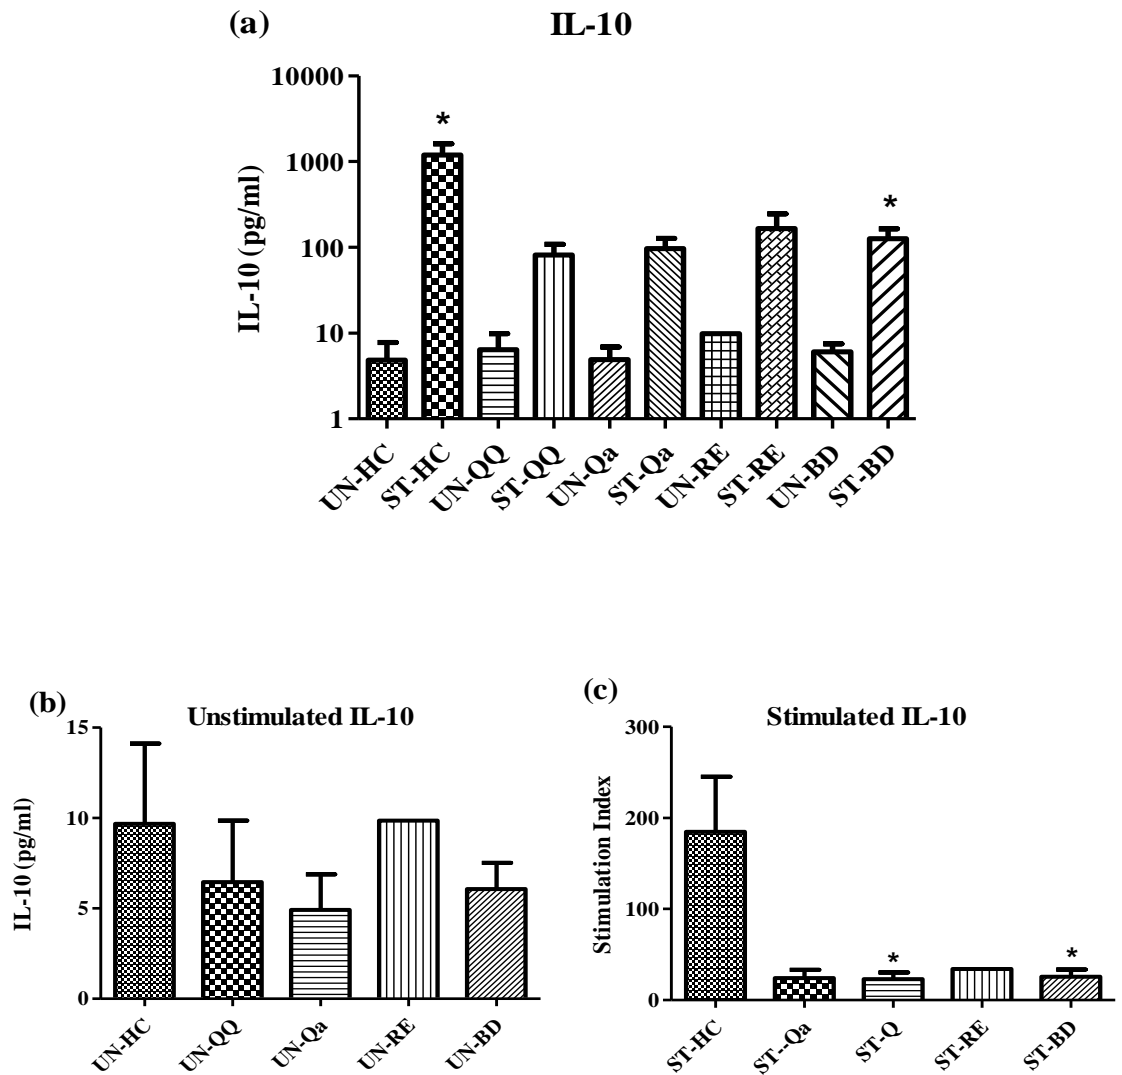 (a)
IL-10
10000
1000
100
10
1
IL-10 (pg/ml)
*
*
UN-HC
ST-HC
UN-QQ
ST-QQ
UN-Qa
ST-Qa
UN-RE
ST-RE
UN-BD
ST-BD
(b)
Unstimulated IL-10
15
10
5
0
IL-10 (pg/ml)
UN-HC
UN-QQ
UN-Qa
UN-RE
UN-BD
(c)
Stimulated IL-10
300
200
100
0
Stimulation Index
*
*
ST-HC
ST--Qa
ST-Q
ST-RE
ST-BD